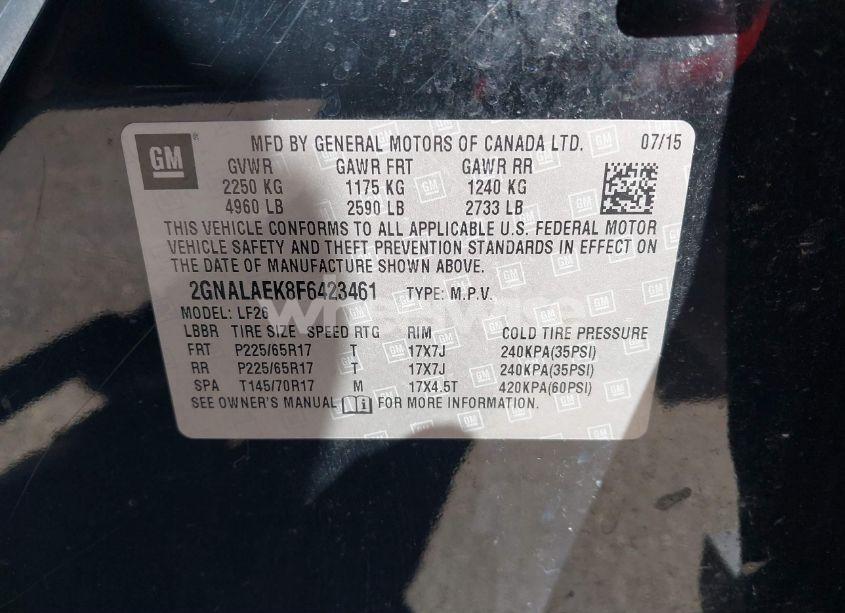 GM ® MFD BY GENERAL MOTORS OF CANADA LTD. 07/15
GVWR GAWR FRT GAWR RR
2250 KG 1175 KG 1240 KG
4960 LB 2590 LB 2733 LB
THIS VEHICLE CONFORMS TO ALL APPLICABLE U.S. FEDERAL MOTOR
VEHICLE SAFETY AND THEFT PREVENTION STANDARDS IN EFFECT ON
THE DATE OF MANUFACTURE SHOWN ABOVE.
2GNALAEK8F6423461 TYPE: M.P.V.
MODEL: LF26
LBBR TIRE SIZE SPEED RTG RIM COLD TIRE PRESSURE
FRT P225/65R17 T 17X7J 240KPA(35PSI)
RR P225/65R17 T 17X7J 240KPA(35PSI)
SPA T145/70R17 M 17X4.5T 420KPA(60PSI)
SEE OWNER'S MANUAL FOR MORE INFORMATION.